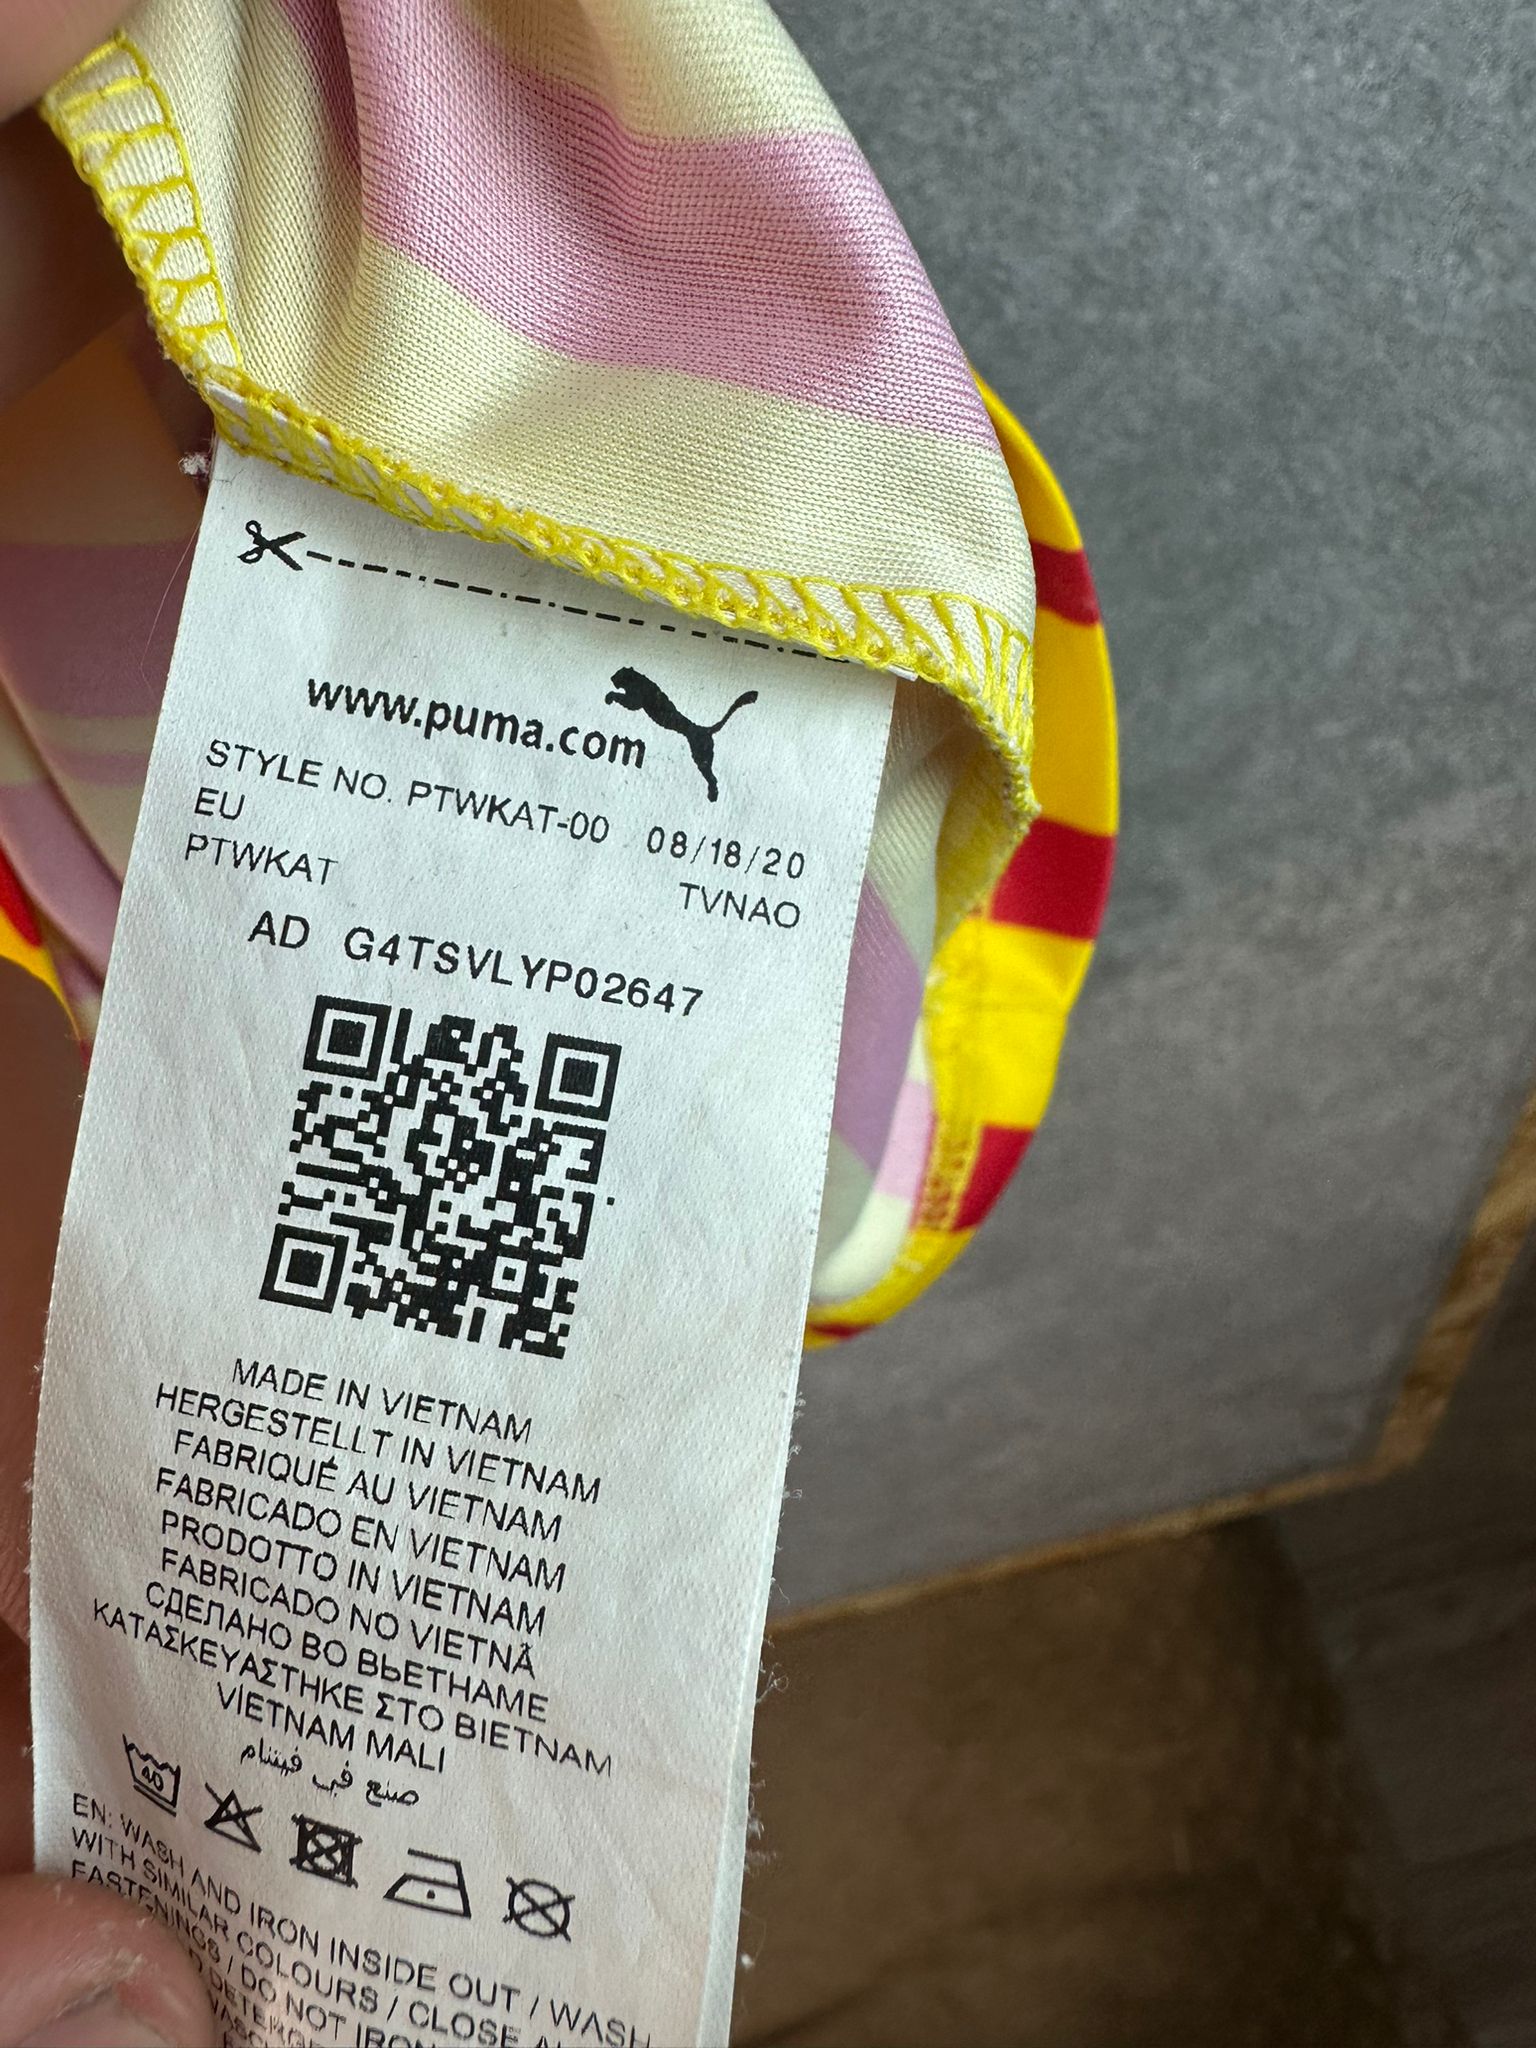 www.puma.com
STYLE NO. PTWKAT-00 08/18/20
EU
PTWKAT TVNAO
AD G4TSVLYP02647
MADE IN VIETNAM
HERGESTELLT IN VIETNAM
FABRIQUÉ AU VIETNAM
FABRICADO EN VIETNAM
PRODOTTO IN VIETNAM
FABRICADO NO VIETNÃ
СДЕЛАНО ВО ВЬЕТНАМЕ
ΚΑΤΑΣΚΕΥΑΣΤΗΚΕ ΣΤΟ ΒΙΕΤΝΑΜ
VIETNAM MALI
صنع في فيتنام
40
EN: WASH AND IRON INSIDE OUT / WASH
WITH SIMILAR COLOURS / CLOSE
FASTENINGS / DO NOT IRON